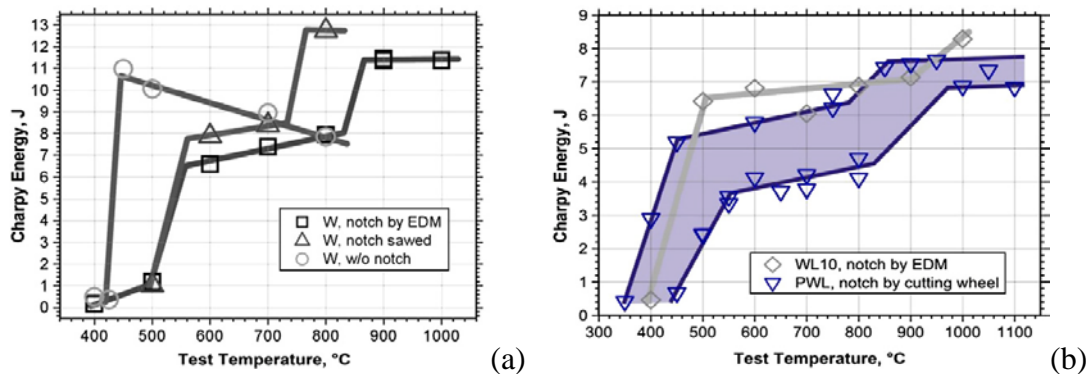 13
12
11
10
9
8
7
6
5
4
3
2
1
0
Charpy Energy, J
W, notch by EDM
W, notch sawed
W, w/o notch
400 500 600 700 800 900 1000
Test Temperature, °C
(a)
9
8
7
6
5
4
3
2
1
0
Charpy Energy, J
WL10, notch by EDM
PWL, notch by cutting wheel
300 400 500 600 700 800 900 1000 1100
Test Temperature, °C
(b)